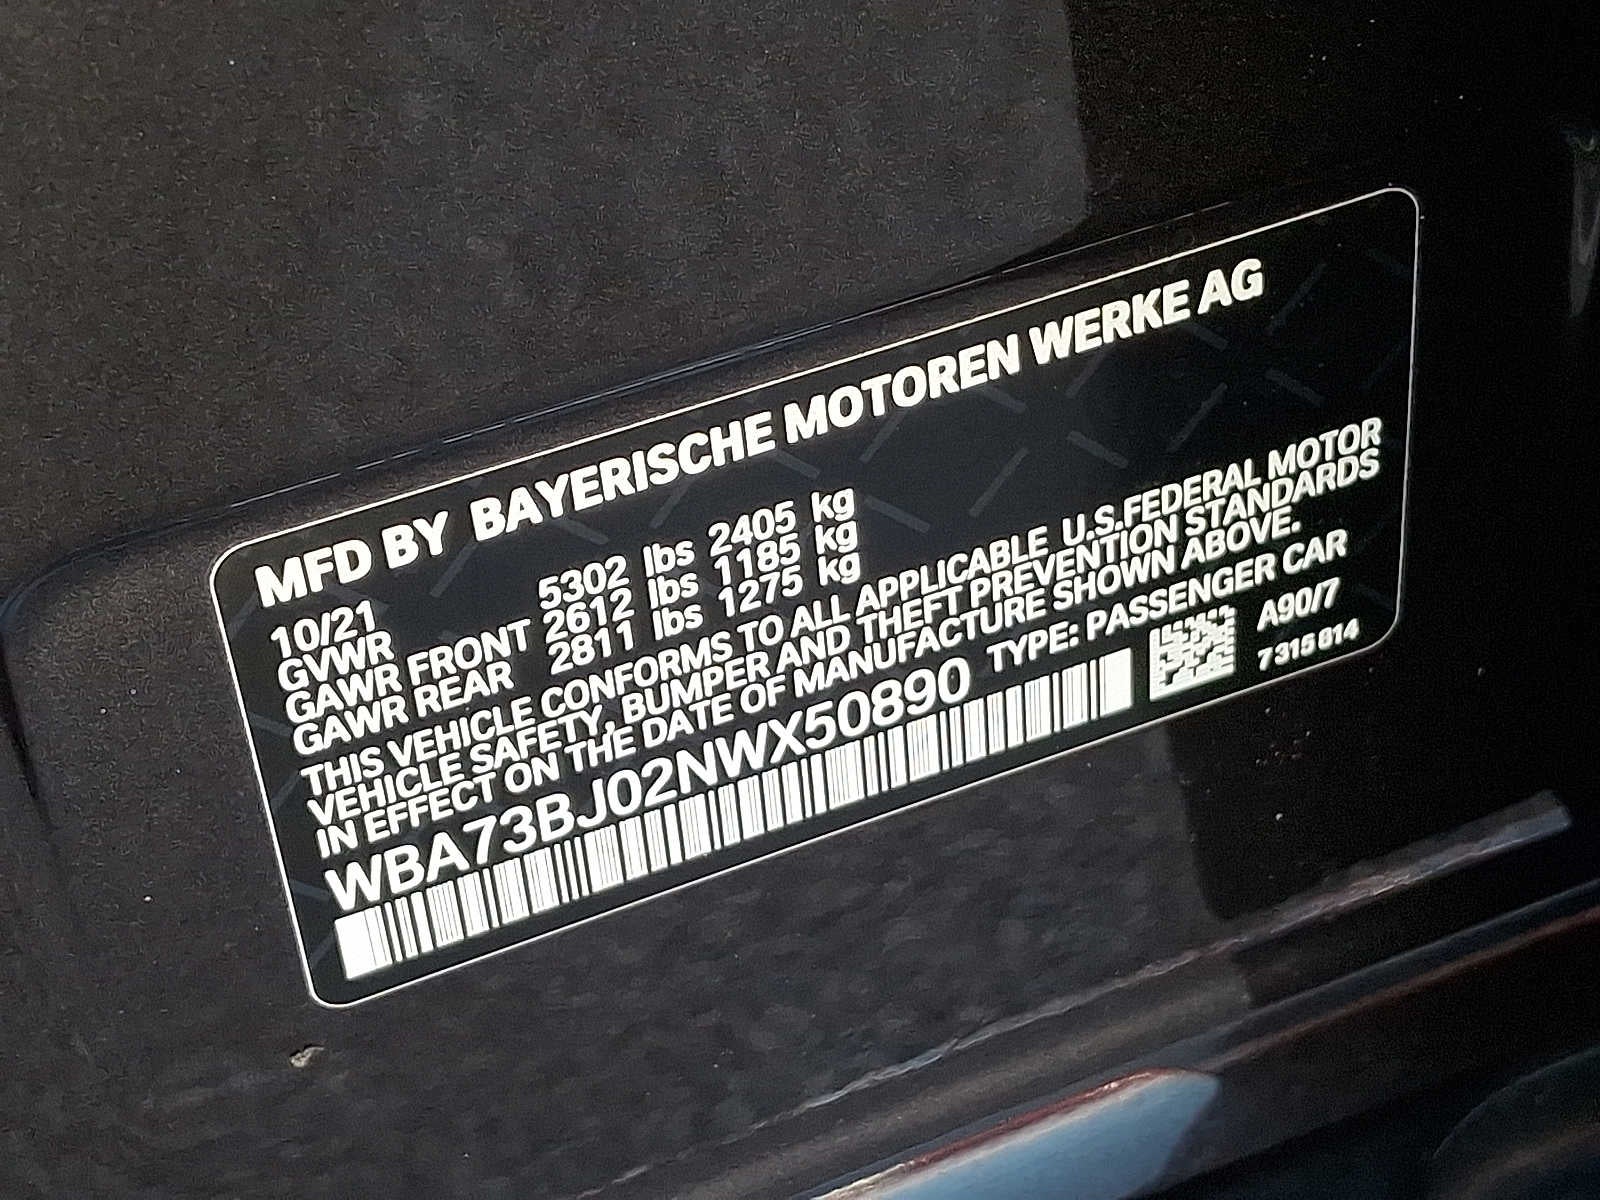 MFD BY BAYERISCHE MOTOREN WERKE AG
10/21
GVWR 5302 lbs 2405 kg
GAWR FRONT 2612 lbs 1185 kg
GAWR REAR 2811 lbs 1275 kg
THIS VEHICLE CONFORMS TO ALL APPLICABLE U.S.FEDERAL MOTOR
VEHICLE SAFETY, BUMPER AND THEFT PREVENTION STANDARDS
IN EFFECT ON THE DATE OF MANUFACTURE SHOWN ABOVE.
WBA73BJ02NWX50890 TYPE: PASSENGER CAR
A90/7
7 315 814